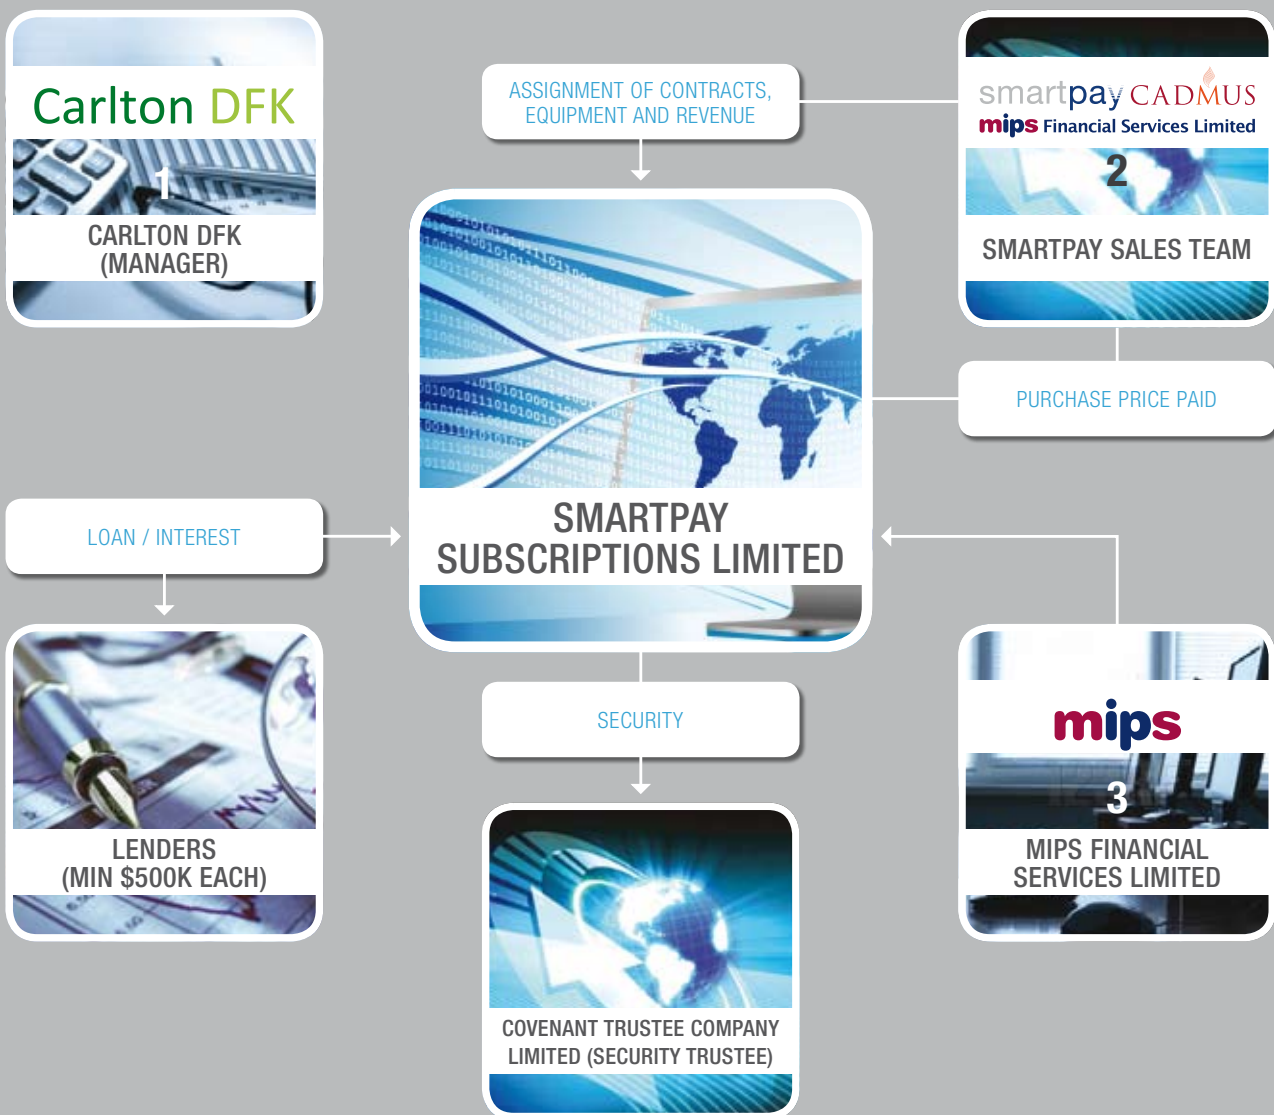 Carlton DFK
1
CARLTON DFK
(MANAGER)
ASSIGNMENT OF CONTRACTS,
EQUIPMENT AND REVENUE
smartpay CADMUS
mips Financial Services Limited
2
SMARTPAY SALES TEAM
PURCHASE PRICE PAID
SMARTPAY
SUBSCRIPTIONS LIMITED
LOAN / INTEREST
LENDERS
(MIN $500K EACH)
SECURITY
COVENANT TRUSTEE COMPANY
LIMITED (SECURITY TRUSTEE)
mips
3
MIPS FINANCIAL
SERVICES LIMITED